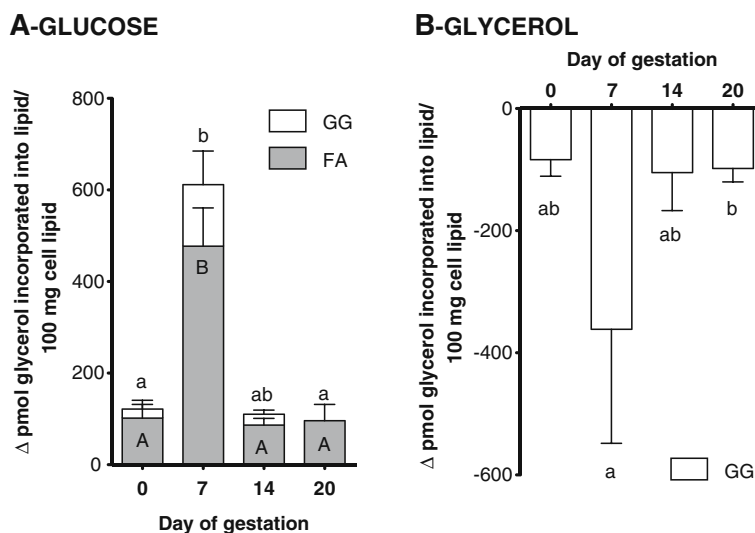 A-GLUCOSE
Δ pmol glycerol incorporated into lipid/
100 mg cell lipid
800
600
400
200
0
GG
FA
b
B
a
ab
a
A
A
A
0 7 14 20
Day of gestation
B-GLYCEROL
Day of gestation
0 7 14 20
Δ pmol glycerol incorporated into lipid/
100 mg cell lipid
0
-200
-400
-600
ab
ab
b
a
GG